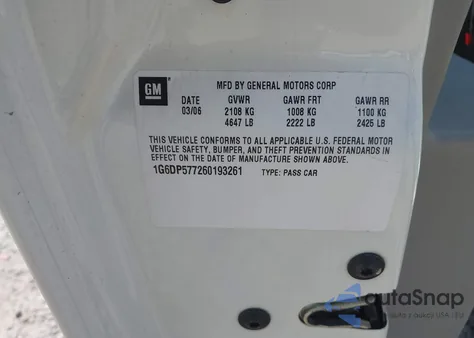 GM
MFD BY GENERAL MOTORS CORP
DATE GVWR GAWR FRT GAWR RR
03/06 2108 KG 1008 KG 1100 KG
4647 LB 2222 LB 2425 LB
THIS VEHICLE CONFORMS TO ALL APPLICABLE U.S. FEDERAL MOTOR
VEHICLE SAFETY, BUMPER, AND THEFT PREVENTION STANDARDS IN
EFFECT ON THE DATE OF MANUFACTURE SHOWN ABOVE.
1G6DP577260193261 TYPE: PASS CAR
autoSnap